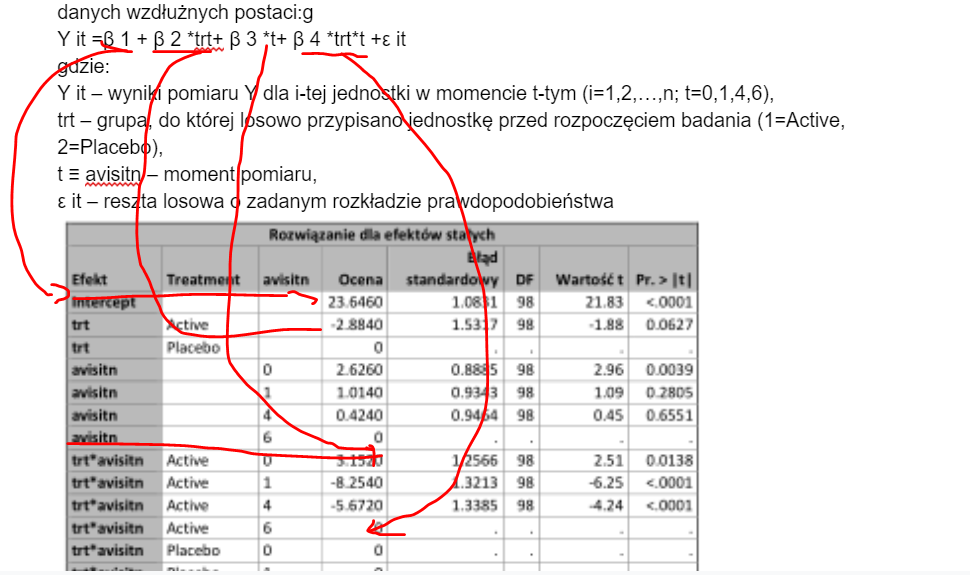 danych wzdłużnych postaci:g
Y it =β 1 + β 2 *trt+ β 3 *t+ β 4 *trt*t +ε it
gdzie:
Y it – wyniki pomiaru Y dla i-tej jednostki w momencie t-tym (i=1,2,…,n; t=0,1,4,6),
trt – grupa, do której losowo przypisano jednostkę przed rozpoczęciem badania (1=Active,
2=Placebo),
t ≡ avisitn – moment pomiaru,
ε it – reszta losowa o zadanym rozkładzie prawdopodobieństwa
Rozwiązanie dla efektów stałych
Efekt Treatment avisitn Ocena Błąd standardowy DF Wartość t Pr. > |t|
Intercept 23.6460 1.0831 98 21.83 <.0001
trt Active -2.8840 1.5317 98 -1.88 0.0627
trt Placebo 0 . . . .
avisitn 0 2.6260 0.8885 98 2.96 0.0039
avisitn 1 1.0140 0.9343 98 1.09 0.2805
avisitn 4 0.4240 0.9464 98 0.45 0.6551
avisitn 6 0 . . . .
trt*avisitn Active 0 3.1520 1.2566 98 2.51 0.0138
trt*avisitn Active 1 -8.2540 1.3213 98 -6.25 <.0001
trt*avisitn Active 4 -5.6720 1.3385 98 -4.24 <.0001
trt*avisitn Active 6 0 . . . .
trt*avisitn Placebo 0 0 . . . .